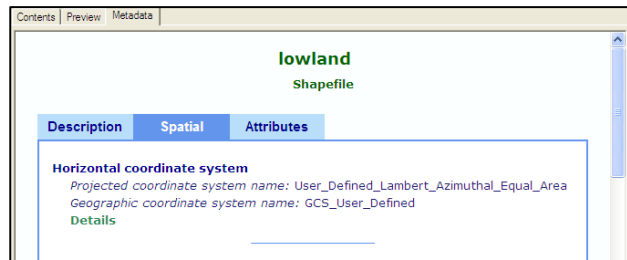 Contents Preview Metadata
lowland
Shapefile
Description Spatial Attributes
Horizontal coordinate system
Projected coordinate system name: User_Defined_Lambert_Azimuthal_Equal_Area
Geographic coordinate system name: GCS_User_Defined
Details